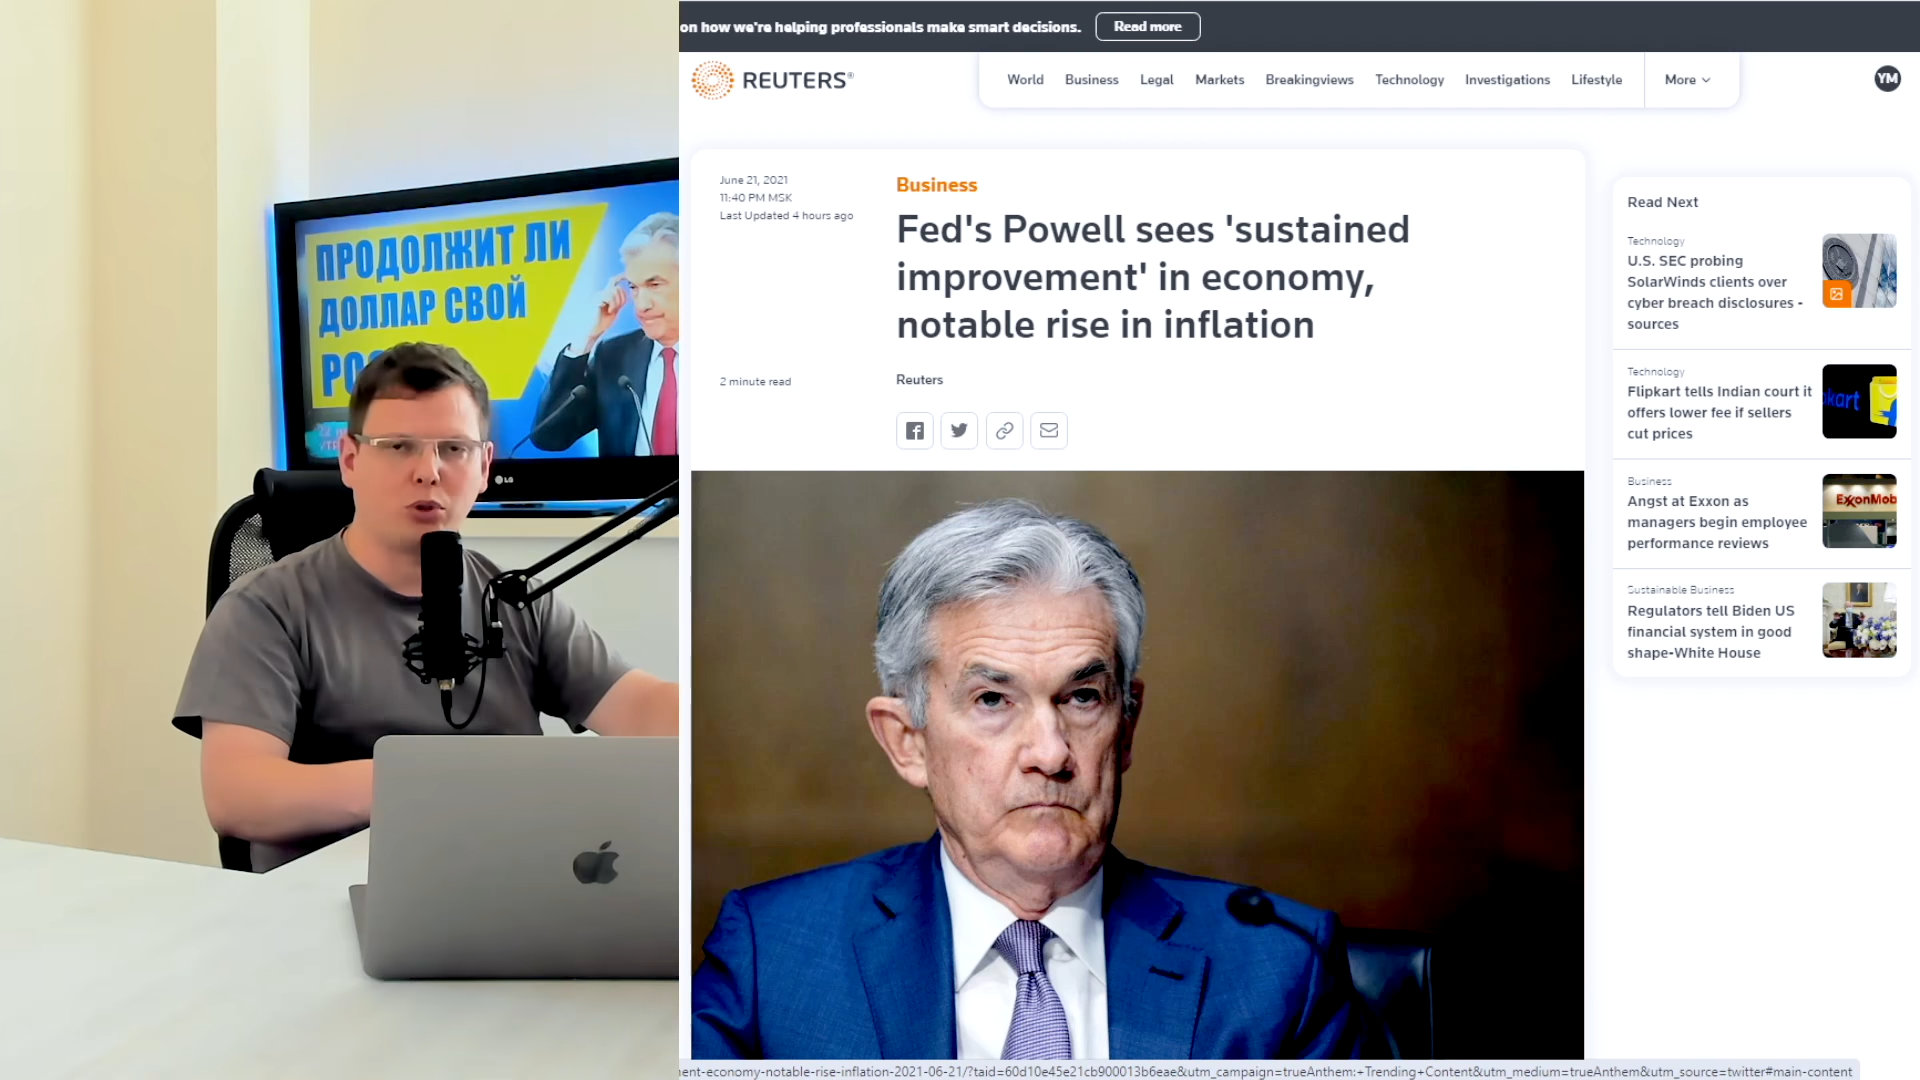 ПРОДОЛЖИТ ЛИ
ДОЛЛАР СВОЙ
LG
on how we're helping professionals make smart decisions.
Read more
REUTERS®
World
Business
Legal
Markets
Breakingviews
Technology
Investigations
Lifestyle
More
YM
June 21, 2021
11:40 PM MSK
Last Updated 4 hours ago
Business
Fed's Powell sees 'sustained
improvement' in economy,
notable rise in inflation
2 minute read
Reuters
Read Next
Technology
U.S. SEC probing
SolarWinds clients over
cyber breach disclosures -
sources
Technology
Flipkart tells Indian court it
offers lower fee if sellers
cut prices
kart
Business
Angst at Exxon as
managers begin employee
performance reviews
ExxonMob
Sustainable Business
Regulators tell Biden US
financial system in good
shape-White House
ent-economy-notable-rise-inflation-2021-06-21/?taid=60d10e45e21cb900013b6eae&utm_campaign=trueAnthem:+Trending+Content&utm_medium=trueAnthem&utm_source=twitter#main-content